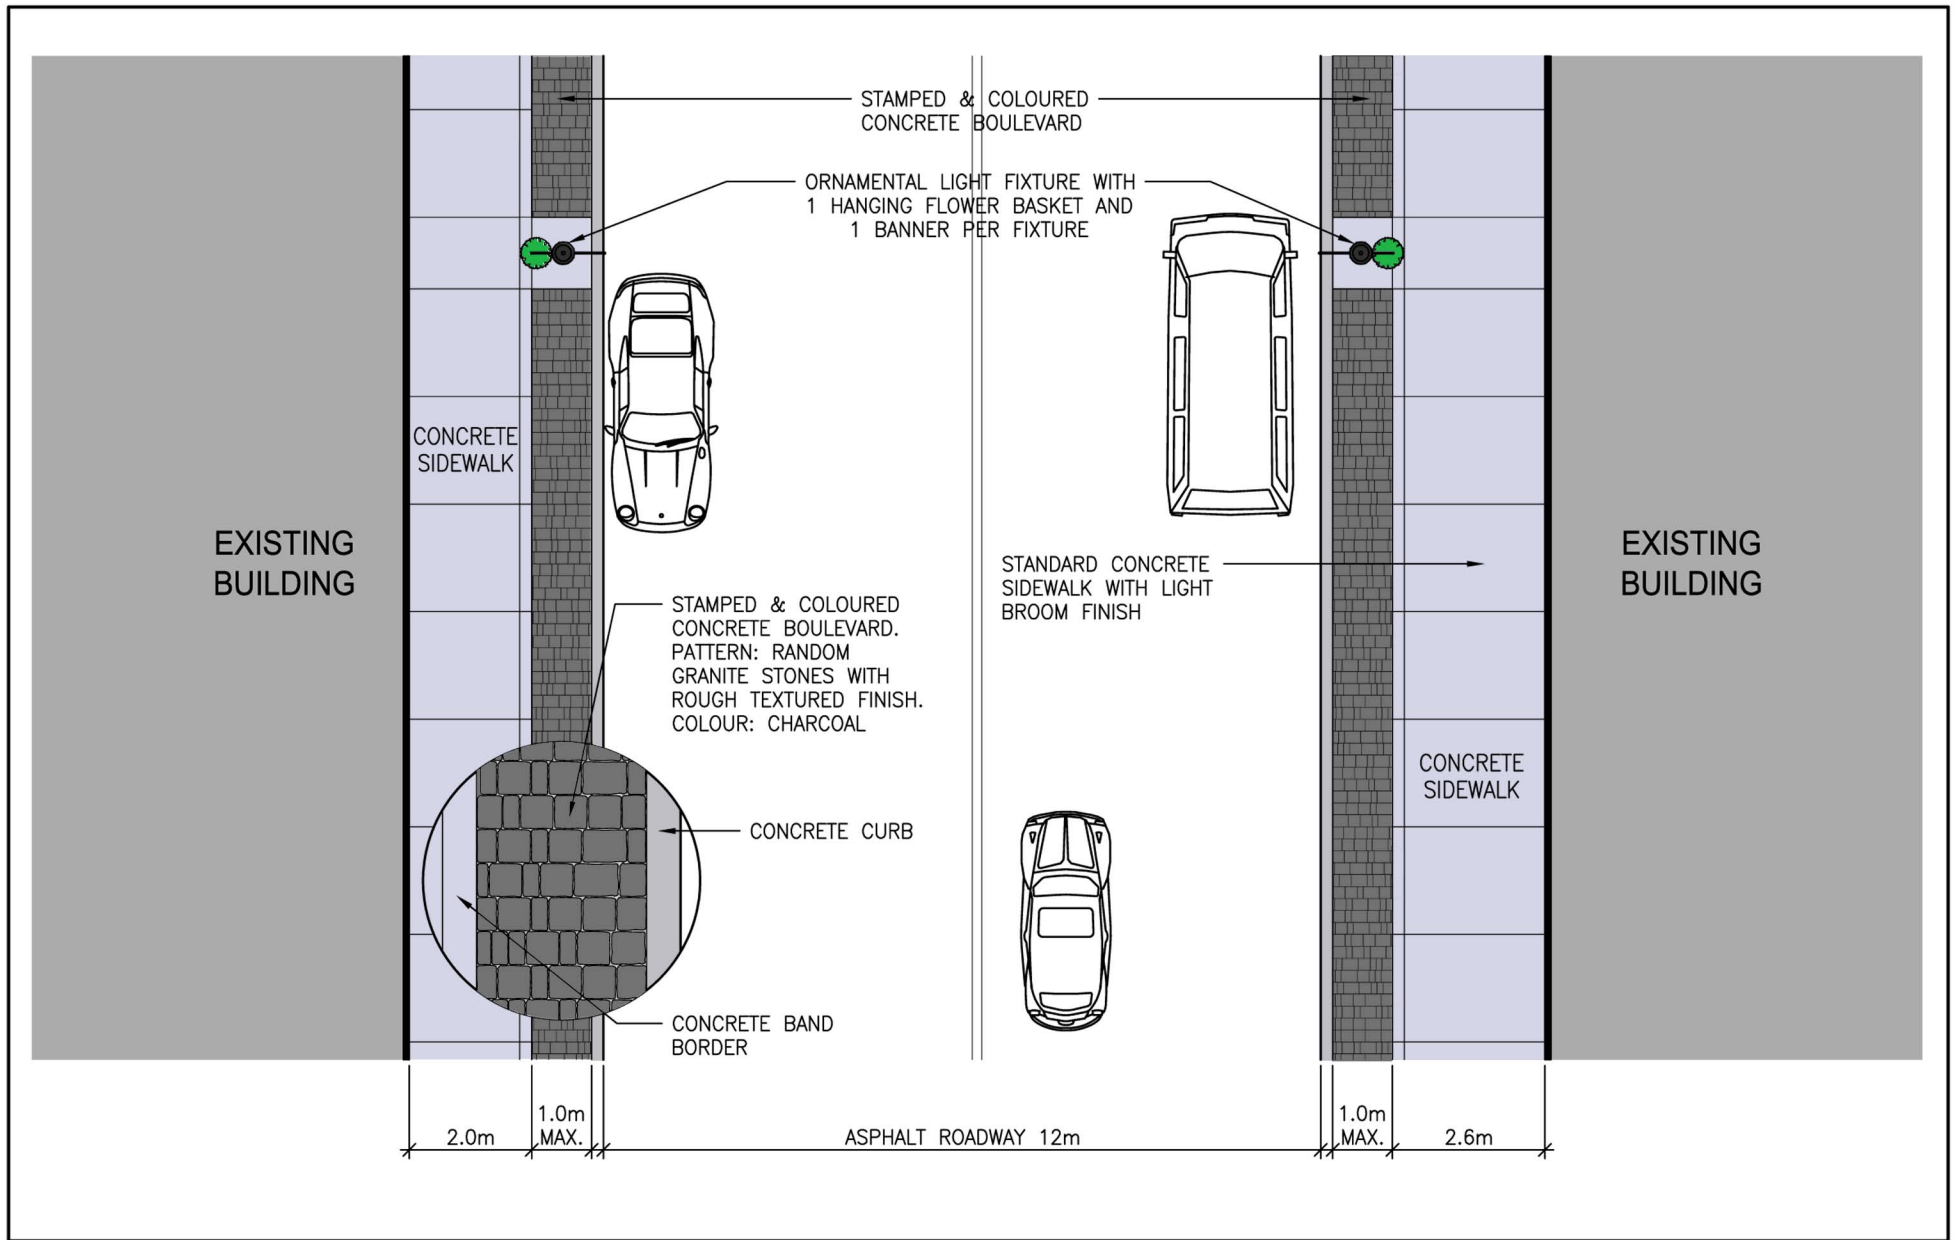 STAMPED & COLOURED
CONCRETE BOULEVARD
ORNAMENTAL LIGHT FIXTURE WITH
1 HANGING FLOWER BASKET AND
1 BANNER PER FIXTURE
CONCRETE
SIDEWALK
EXISTING
BUILDING
STANDARD CONCRETE
SIDEWALK WITH LIGHT
BROOM FINISH
EXISTING
BUILDING
STAMPED & COLOURED
CONCRETE BOULEVARD.
PATTERN: RANDOM
GRANITE STONES WITH
ROUGH TEXTURED FINISH.
COLOUR: CHARCOAL
CONCRETE
SIDEWALK
CONCRETE CURB
CONCRETE BAND
BORDER
2.0m
1.0m
MAX.
ASPHALT ROADWAY 12m
1.0m
MAX.
2.6m